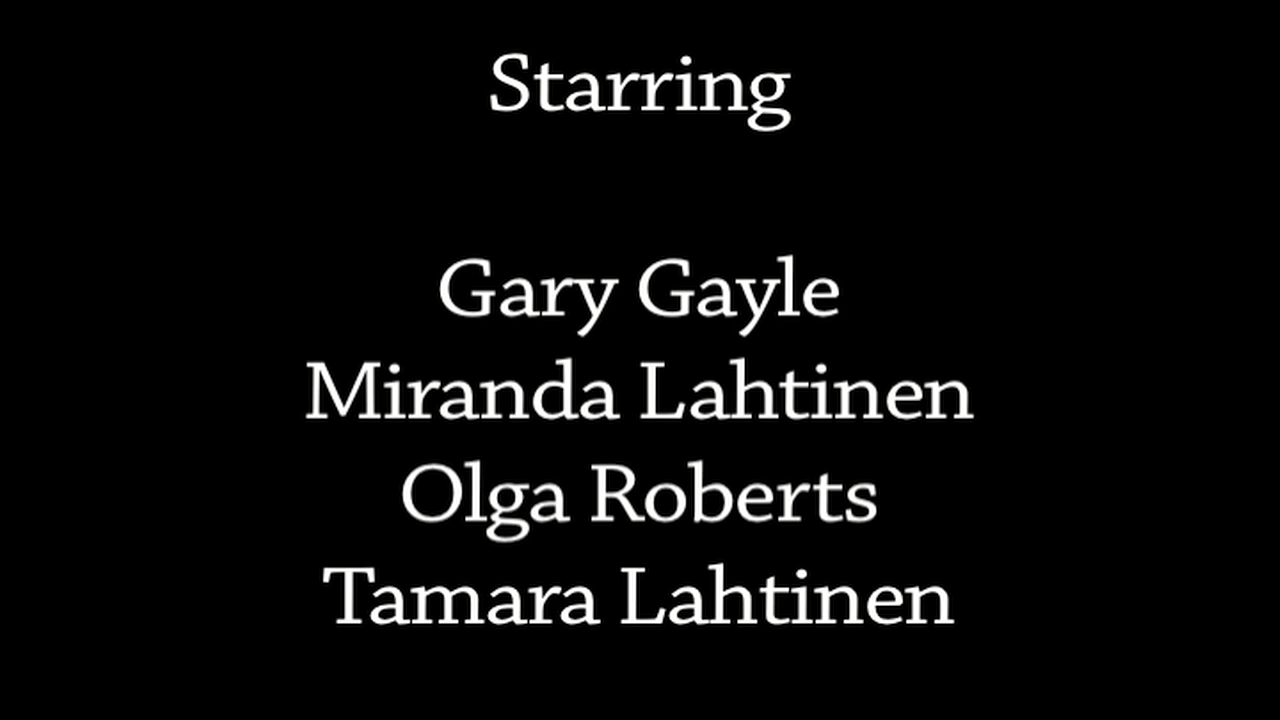 Starring
Gary Gayle
Miranda Lahtinen
Olga Roberts
Tamara Lahtinen